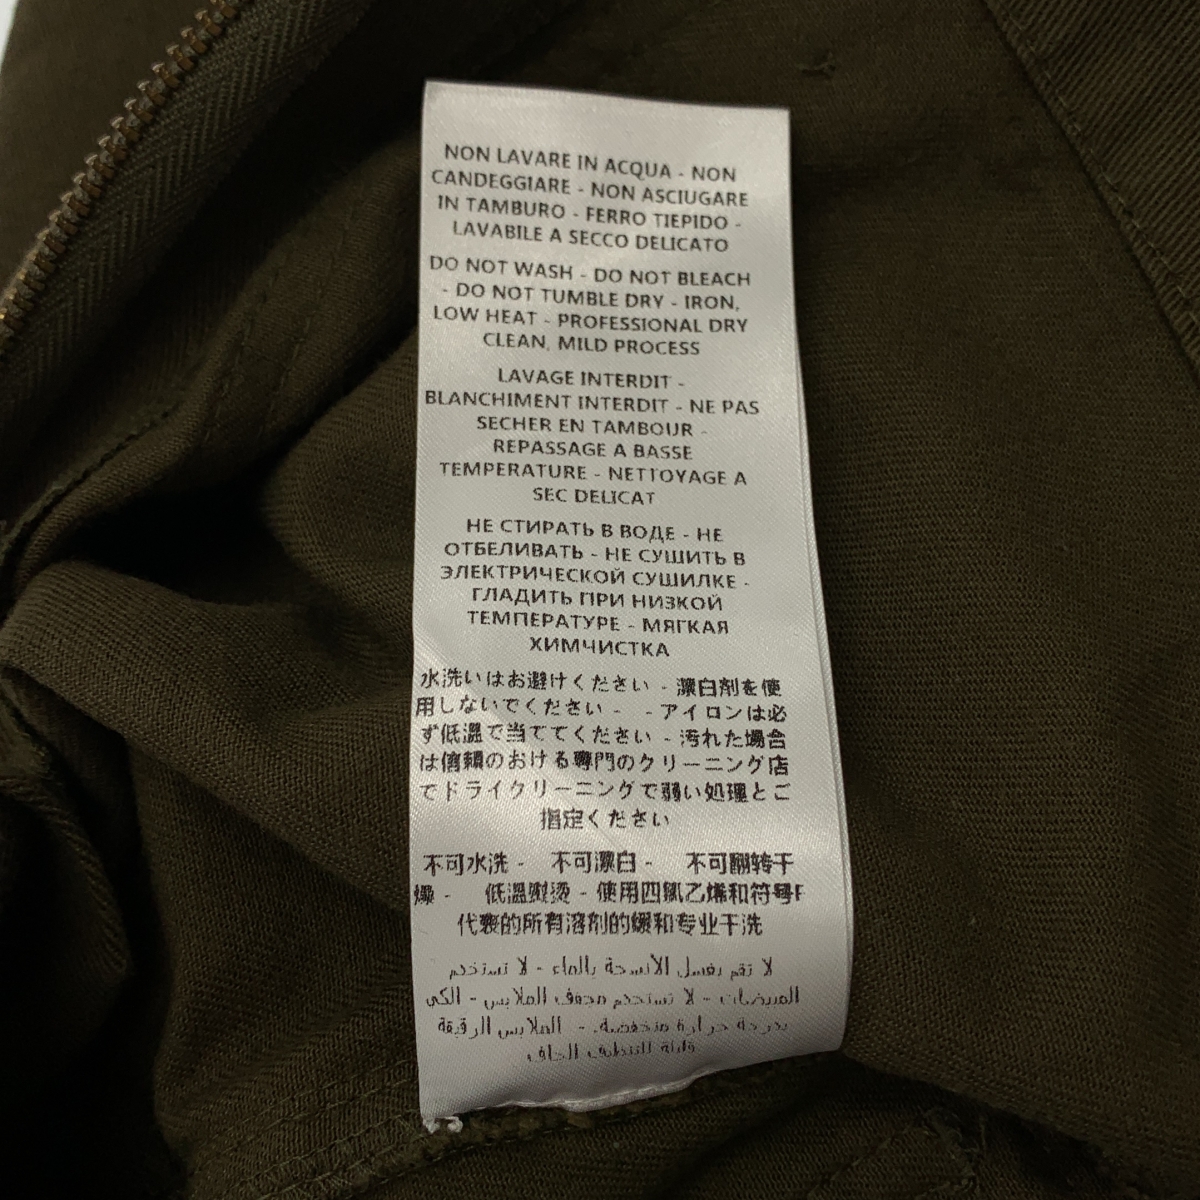 NON LAVARE IN ACQUA - NON
CANDEGGIARE - NON ASCIUGARE
IN TAMBURO - FERRO TIEPIDO -
LAVABILE A SECCO DELICATO
DO NOT WASH - DO NOT BLEACH
- DO NOT TUMBLE DRY - IRON,
LOW HEAT - PROFESSIONAL DRY
CLEAN, MILD PROCESS
LAVAGE INTERDIT -
BLANCHIMENT INTERDIT - NE PAS
SECHER EN TAMBOUR -
REPASSAGE A BASSE
TEMPERATURE - NETTOYAGE A
SEC DELICAT
НЕ СТИРАТЬ В ВОДЕ - НЕ
ОТБЕЛИВАТЬ - НЕ СУШИТЬ В
ЭЛЕКТРИЧЕСКОЙ СУШИЛКЕ -
ГЛАДИТЬ ПРИ НИЗКОЙ
ТЕМПЕРАТУРЕ - МЯГКАЯ
ХИМЧИСТКА
水洗いはお避けください - 漂白剤を使
用しないでください - - アイロンは必
ず低温で当ててください - 汚れた場合
は信頼のおける専門のクリーニング店
でドライクリーニングで弱い処理とご
指定ください
不可水洗 - 不可漂白 - 不可翻转干
燥 - 低温熨烫 - 使用四氯乙烯和符号F
代表的所有溶剂的缓和专业干洗
لا تقم بغسل الأنسجة بالماء - لا تستخدم
المبيضات - لا تستخدم مجفف الملابس - الكي
بدرجة حرارة منخفضة. - الملابس الرقيقة
قابلة للتنظيف الجاف